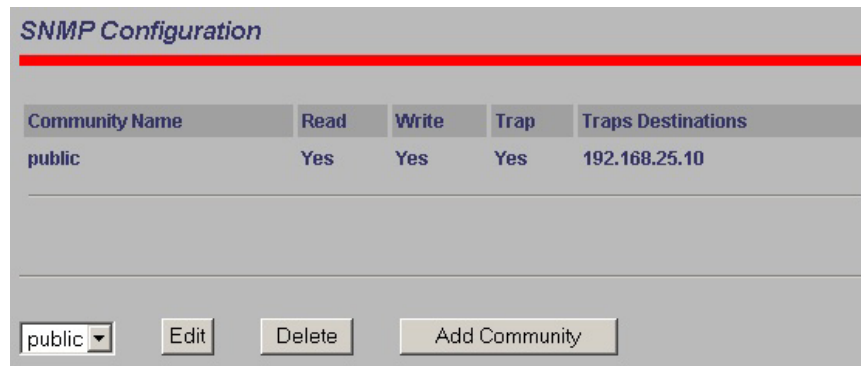 SNMP Configuration
Community Name Read Write Trap Traps Destinations
public Yes Yes Yes 192.168.25.10
public Edit Delete Add Community